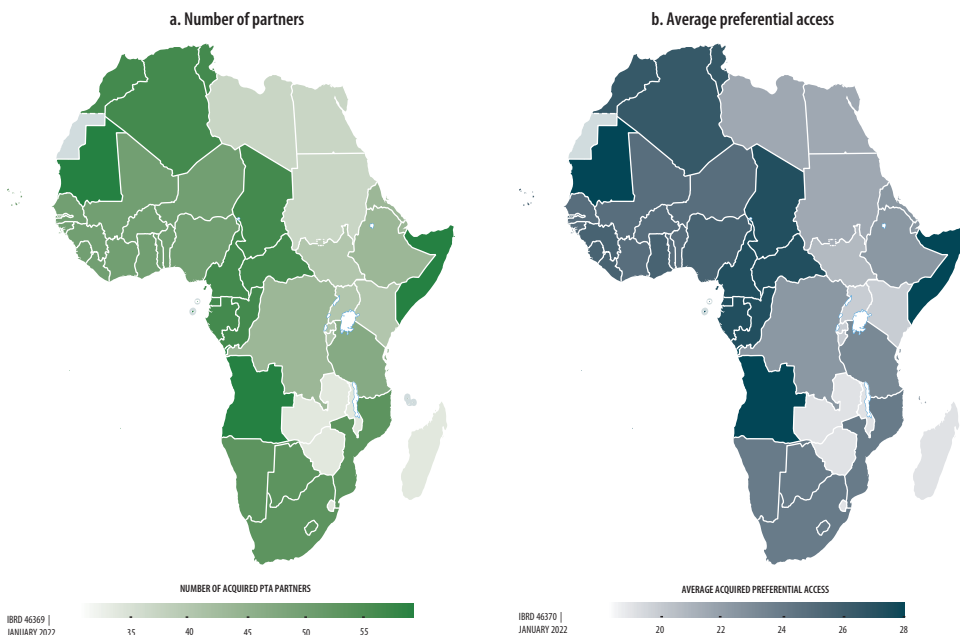 a. Number of partners
b. Average preferential access
NUMBER OF ACQUIRED PTA PARTNERS
35 40 45 50 55
IBRD 46369 |
JANUARY 2022
AVERAGE ACQUIRED PREFERENTIAL ACCESS
20 22 24 26 28
IBRD 46370 |
JANUARY 2022